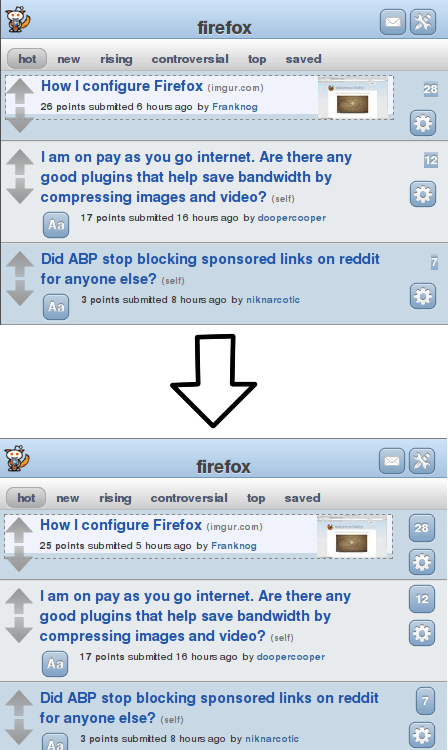 firefox
hot new rising controversial top saved
How I configure Firefox (imgur.com)
28
26 points submitted 6 hours ago by Franknog
I am on pay as you go internet. Are there any
12
good plugins that help save bandwidth by
compressing images and video? (self)
Aa
17 points submitted 16 hours ago by doopercooper
Did ABP stop blocking sponsored links on reddit
7
for anyone else? (self)
Aa
3 points submitted 8 hours ago by niknarcotic
firefox
hot new rising controversial top saved
How I configure Firefox (imgur.com)
28
25 points submitted 5 hours ago by Franknog
I am on pay as you go internet. Are there any
12
good plugins that help save bandwidth by
compressing images and video? (self)
Aa
17 points submitted 16 hours ago by doopercooper
Did ABP stop blocking sponsored links on reddit
7
for anyone else? (self)
Aa
3 points submitted 8 hours ago by niknarcotic